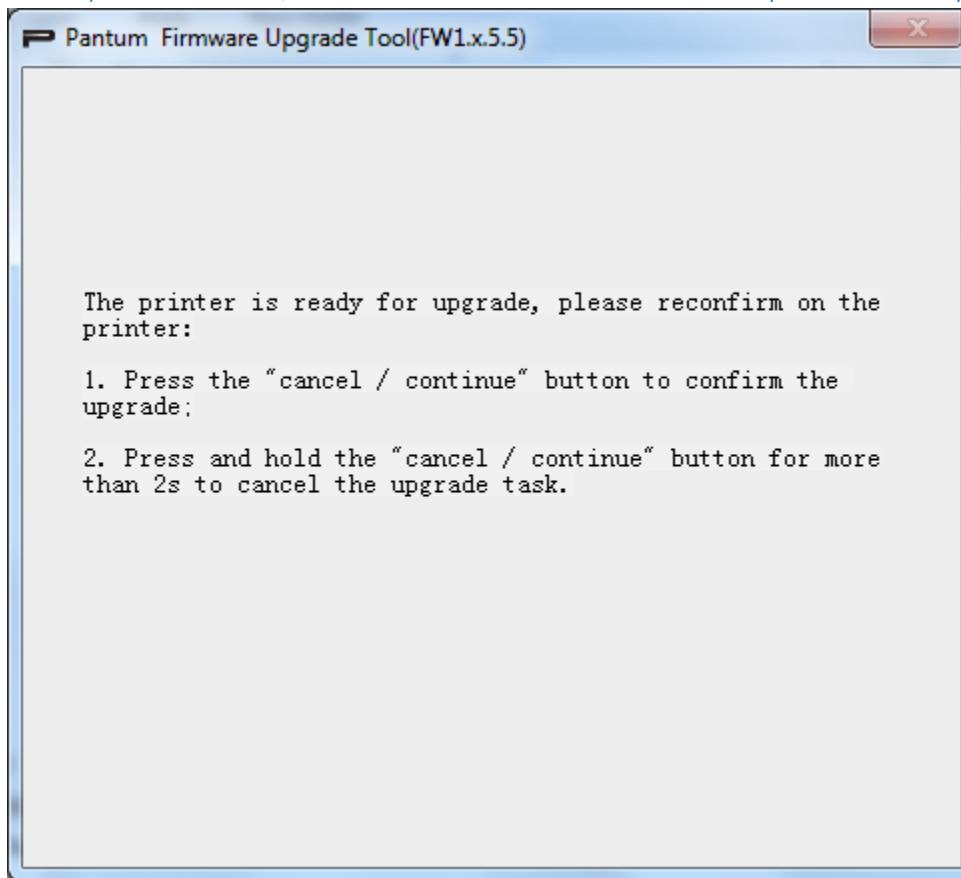 Pantum Firmware Upgrade Tool(FW1.x.5.5)
The printer is ready for upgrade, please reconfirm on the
printer:
1. Press the "cancel / continue" button to confirm the
upgrade;
2. Press and hold the "cancel / continue" button for more
than 2s to cancel the upgrade task.